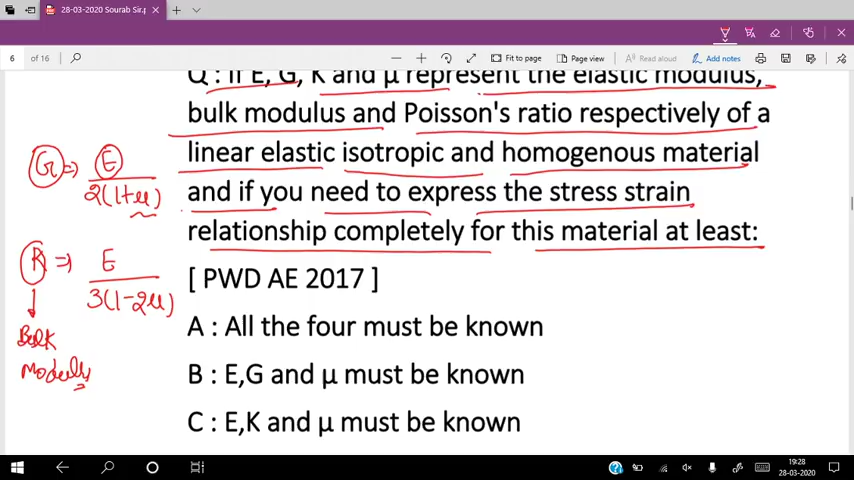 28-03-2020 Sourab Sir.p
6 of 16
Fit to page
Read aloud
Add notes
Q : If E, G, K and μ represent the elastic modulus,
bulk modulus and Poisson's ratio respectively of a
linear elastic isotropic and homogenous material
and if you need to express the stress strain
relationship completely for this material at least:
[ PWD AE 2017 ]
A : All the four must be known
B : E,G and μ must be known
C : E,K and μ must be known
G ⇒ E
2(1+μ)
K ⇒ E
3(1-2μ)
Bulk
Modulus
19:28
28-03-2020